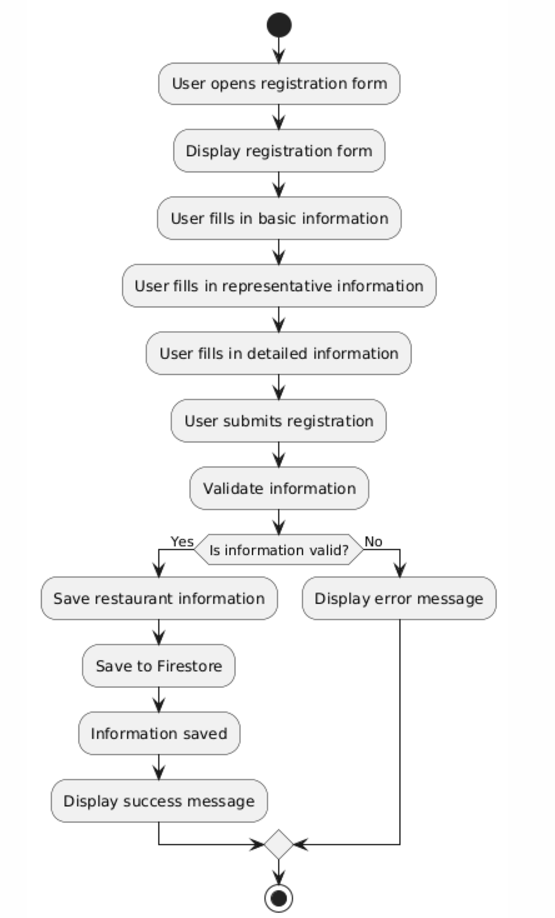 User opens registration form
Display registration form
User fills in basic information
User fills in representative information
User fills in detailed information
User submits registration
Validate information
Yes
Is information valid?
No
Save restaurant information
Display error message
Save to Firestore
Information saved
Display success message